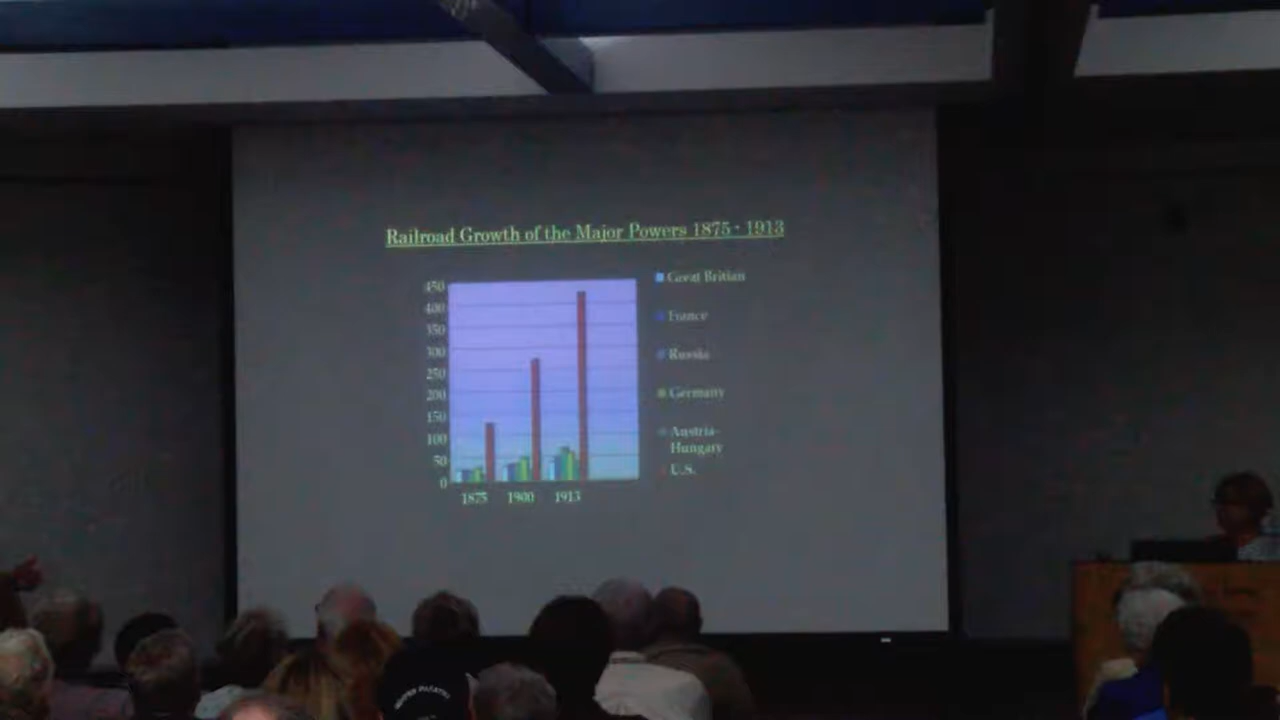 Railroad Growth of the Major Powers 1875 - 1913
450
400
350
300
250
200
150
100
50
0
1875 1900 1913
Great Britian
France
Russia
Germany
Austria-
Hungary
U.S.